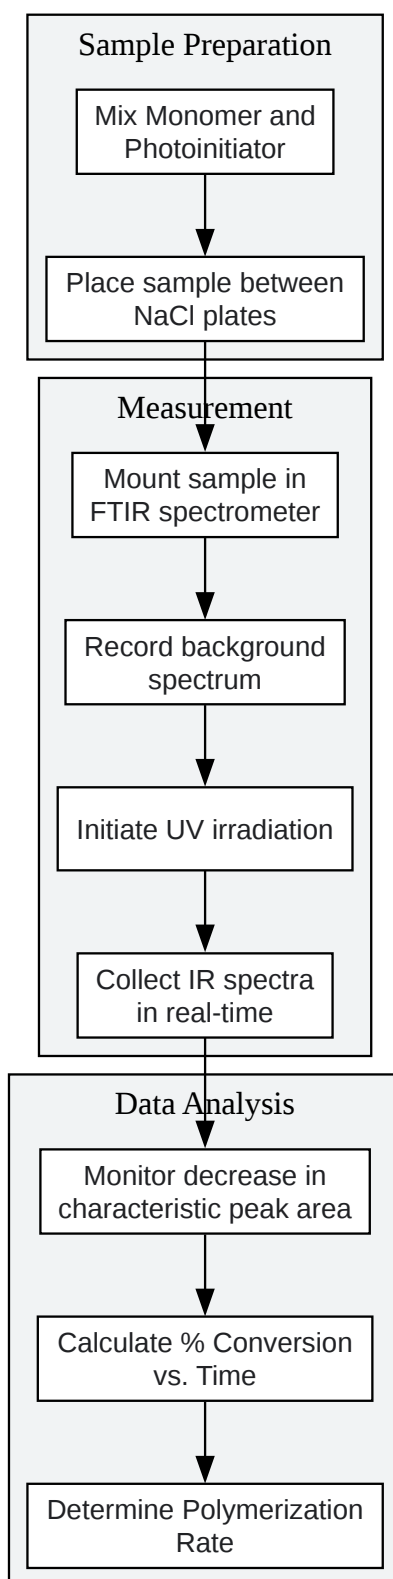 Sample Preparation
Mix Monomer and
Photoinitiator
Place sample between
NaCl plates
Measurement
Mount sample in
FTIR spectrometer
Record background
spectrum
Initiate UV irradiation
Collect IR spectra
in real-time
Data Analysis
Monitor decrease in
characteristic peak area
Calculate % Conversion
vs. Time
Determine Polymerization
Rate